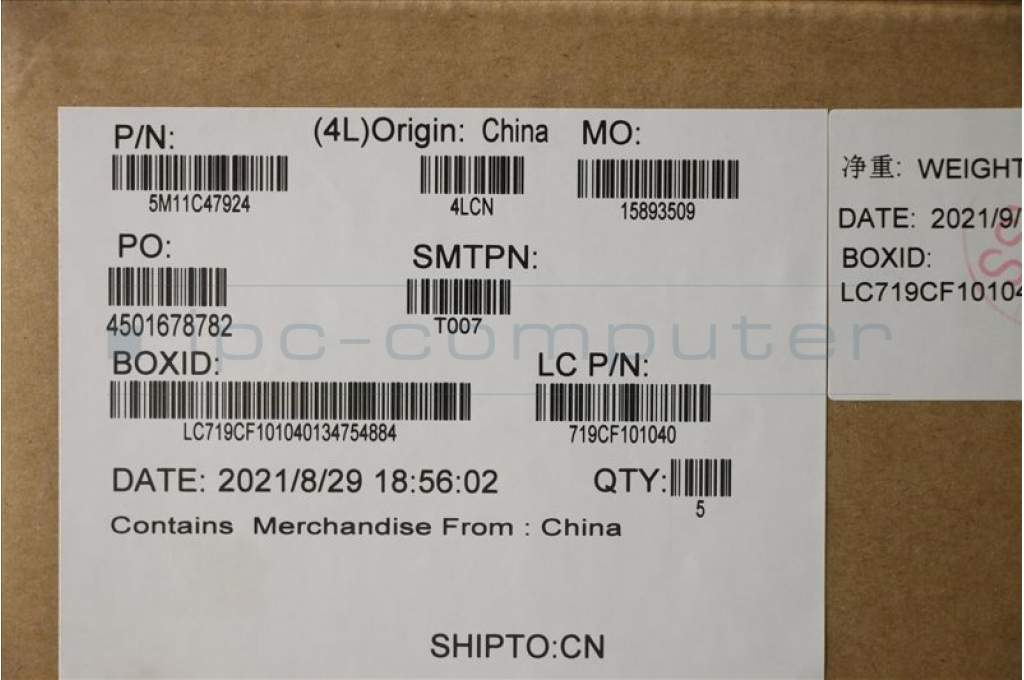 P/N: (4L)Origin: China MO:
5M11C47924 4LCN 15893509
PO: SMTPN:
4501678782 T007
ipc-computer
BOXID: LC P/N:
LC719CF101040134754884 719CF101040
DATE: 2021/8/29 18:56:02 QTY:
5
Contains Merchandise From : China
SHIPTO:CN
净重: WEIGHT
DATE: 2021/9/
BOXID:
LC719CF10104